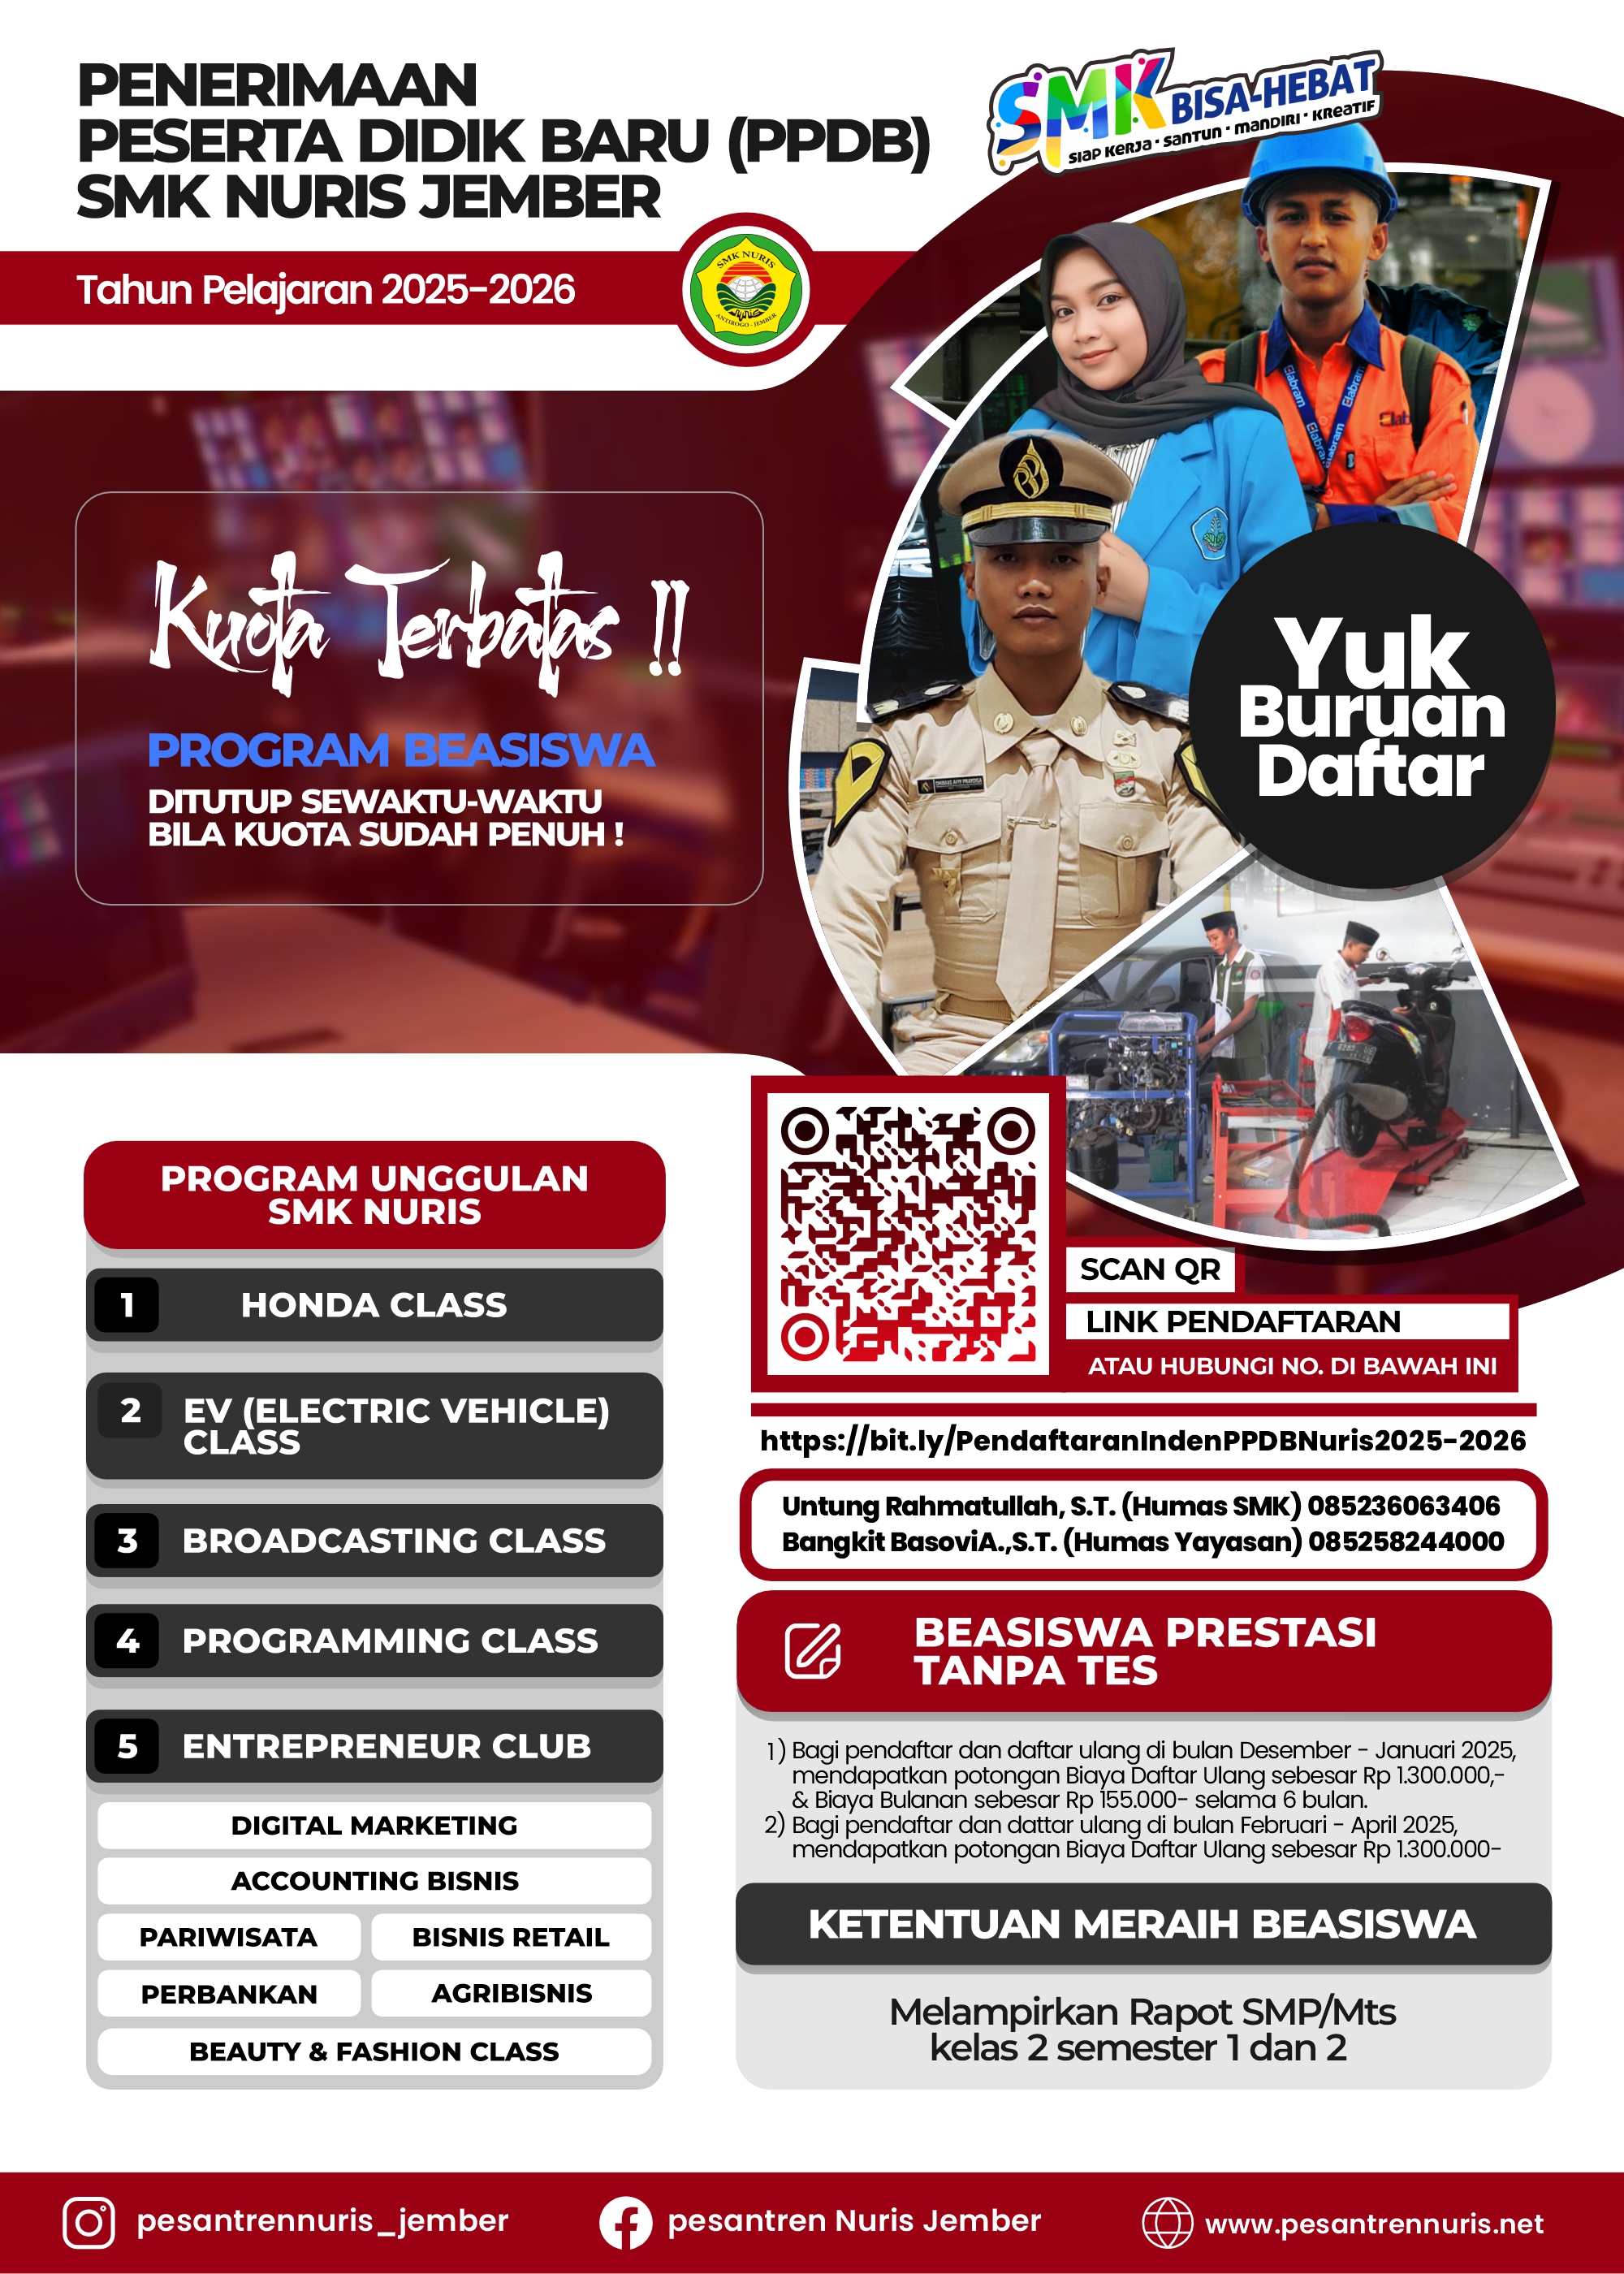 PENERIMAAN
PESERTA DIDIK BARU (PPDB)
SMK NURIS JEMBER
SMK BISA-HEBAT
SIAP KERJA · SANTUN · MANDIRI · KREATIF
Tahun Pelajaran 2025-2026
SMK NURIS
ANTIROGO - JEMBER
Elabram
Elabram
Elabram
Kuota Terbatas !!
PROGRAM BEASISWA
DITUTUP SEWAKTU-WAKTU
BILA KUOTA SUDAH PENUH !
Yuk
Buruan
Daftar
PROGRAM UNGGULAN
SMK NURIS
1 HONDA CLASS
2 EV (ELECTRIC VEHICLE)
CLASS
3 BROADCASTING CLASS
4 PROGRAMMING CLASS
5 ENTREPRENEUR CLUB
DIGITAL MARKETING
ACCOUNTING BISNIS
PARIWISATA
BISNIS RETAIL
PERBANKAN
AGRIBISNIS
BEAUTY & FASHION CLASS
SCAN QR
LINK PENDAFTARAN
ATAU HUBUNGI NO. DI BAWAH INI
https://bit.ly/PendaftaranIndenPPDBNuris2025-2026
Untung Rahmatullah, S.T. (Humas SMK) 085236063406
Bangkit BasoviA.,S.T. (Humas Yayasan) 085258244000
BEASISWA PRESTASI
TANPA TES
1) Bagi pendaftar dan daftar ulang di bulan Desember - Januari 2025,
mendapatkan potongan Biaya Daftar Ulang sebesar Rp 1.300.000,-
& Biaya Bulanan sebesar Rp 155.000- selama 6 bulan.
2) Bagi pendaftar dan dattar ulang di bulan Februari - April 2025,
mendapatkan potongan Biaya Daftar Ulang sebesar Rp 1.300.000-
KETENTUAN MERAIH BEASISWA
Melampirkan Rapot SMP/Mts
kelas 2 semester 1 dan 2
pesantrennuris_jember
pesantren Nuris Jember
www.pesantrennuris.net